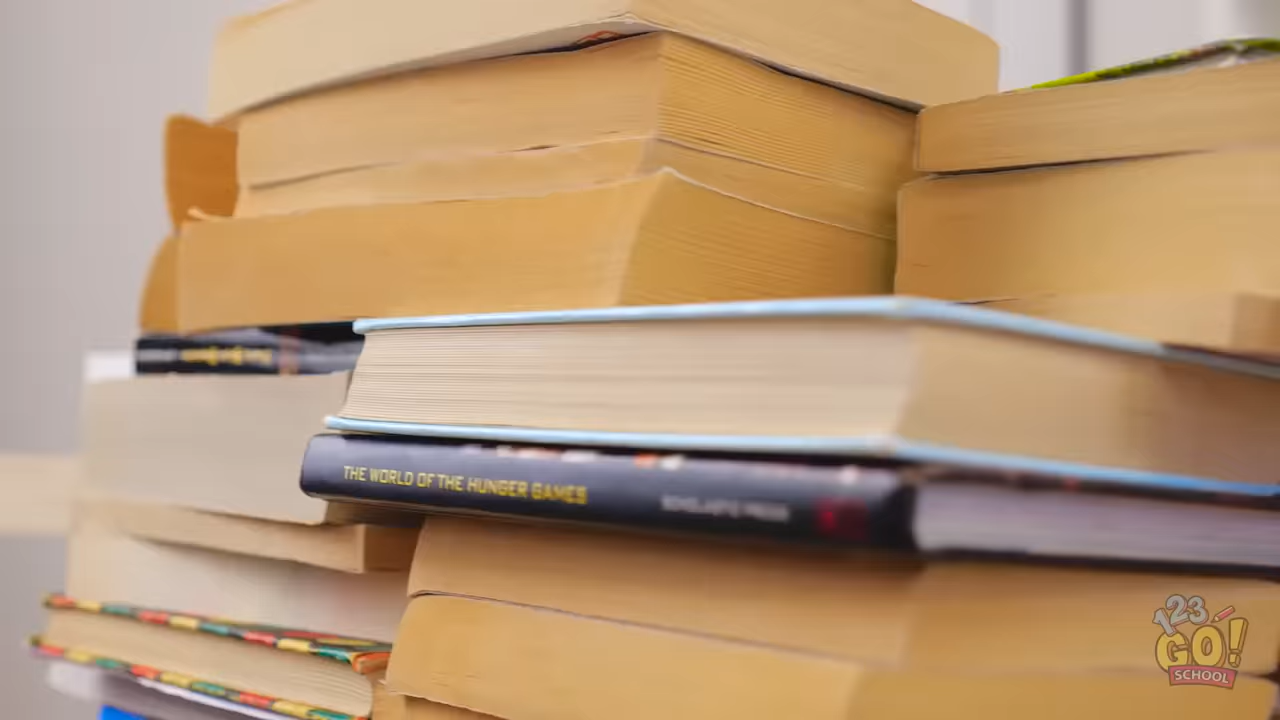 THE WORLD OF THE HUNGER GAMES
SCHOLASTIC PRESS
123
GO!
SCHOOL